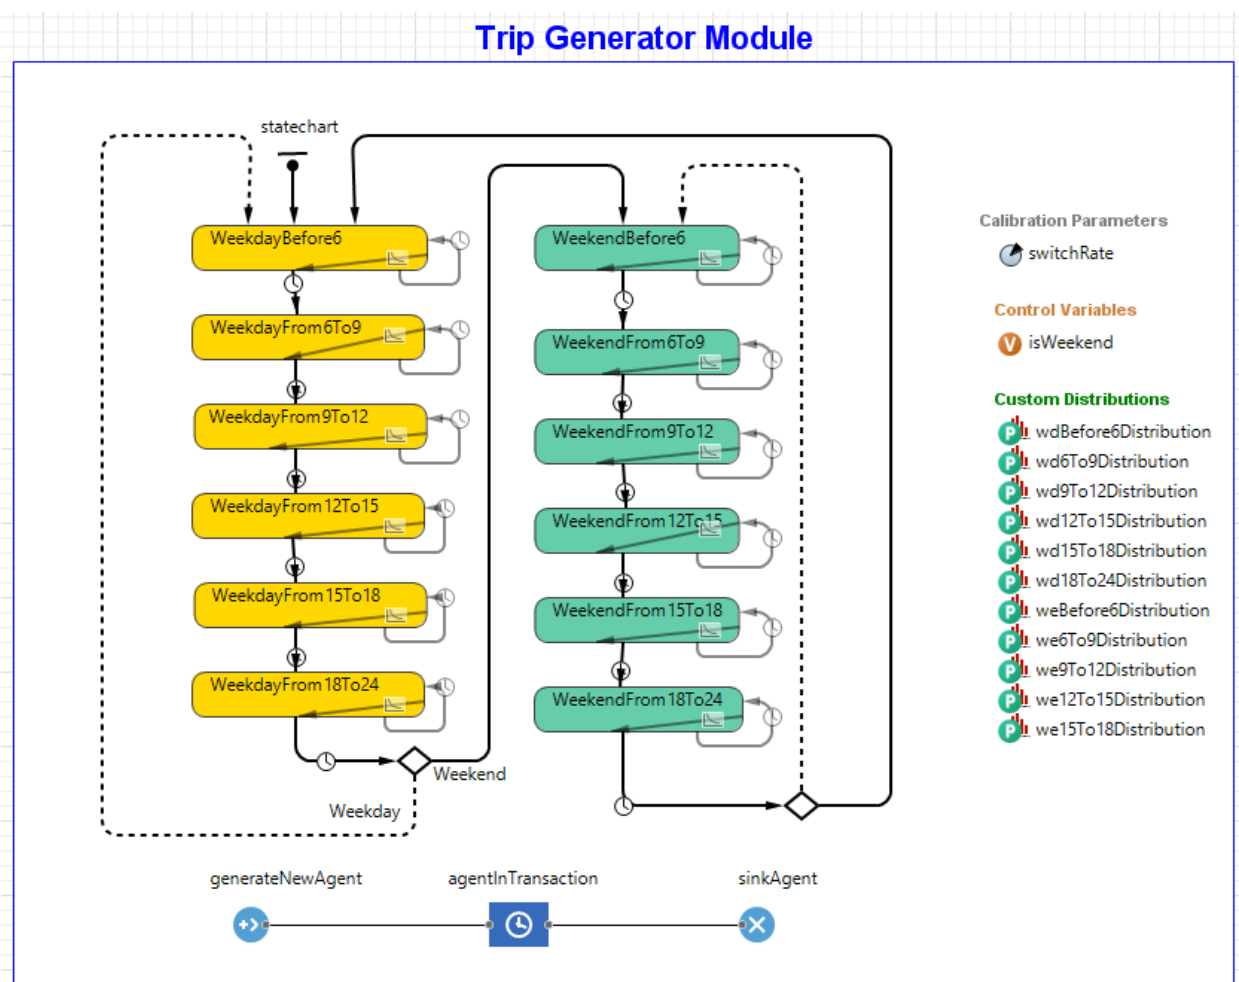 Trip Generator Module
statechart
WeekdayBefore6
WeekdayFrom6To9
WeekdayFrom9To12
WeekdayFrom12To15
WeekdayFrom15To18
WeekdayFrom18To24
Weekend
Weekday
WeekendBefore6
WeekendFrom6To9
WeekendFrom9To12
WeekendFrom12To15
WeekendFrom15To18
WeekendFrom18To24
Calibration Parameters
switchRate
Control Variables
V
isWeekend
Custom Distributions
P wdBefore6Distribution
P wd6To9Distribution
P wd9To12Distribution
P wd12To15Distribution
P wd15To18Distribution
P wd18To24Distribution
P weBefore6Distribution
P we6To9Distribution
P we9To12Distribution
P we12To15Distribution
P we15To18Distribution
generateNewAgent
agentInTransaction
sinkAgent